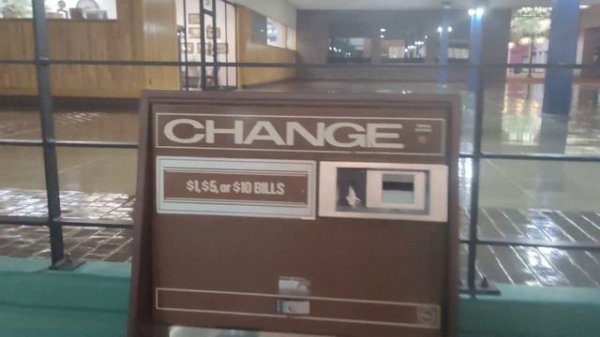 CHANGE
$1,$5, or $10 BILLS